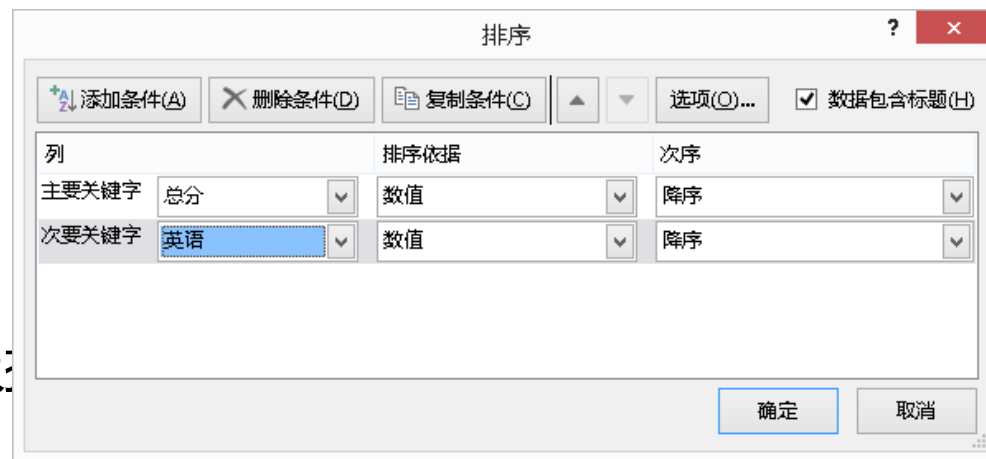 排序 ? ×
添加条件(A) 删除条件(D) 复制条件(C) 选项(O)... 数据包含标题(H)
列 排序依据 次序
主要关键字 总分 数值 降序
次要关键字 英语 数值 降序
确定 取消